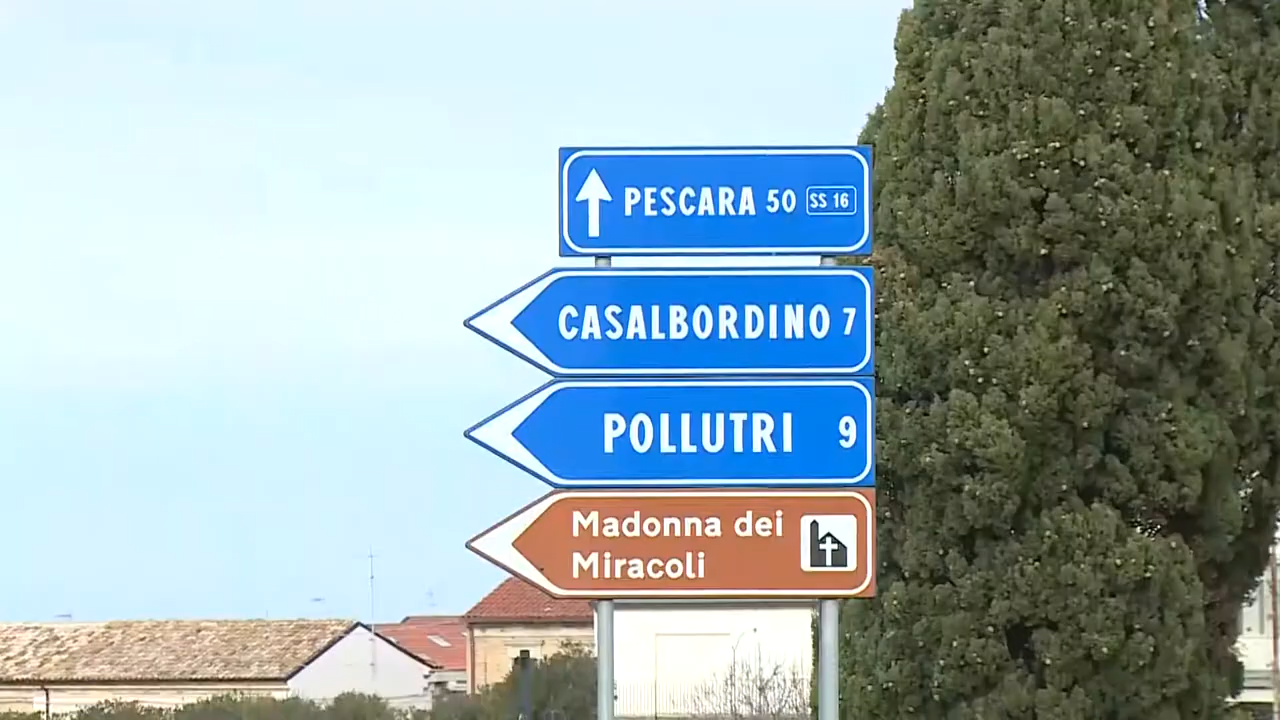 PESCARA 50 SS 16
CASALBORDINO 7
POLLUTRI 9
Madonna dei
Miracoli